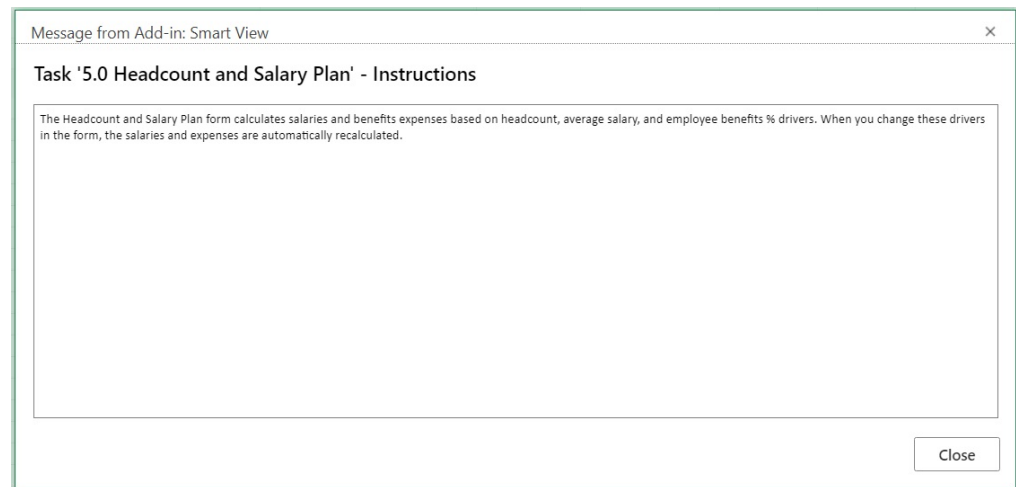 Message from Add-in: Smart View
Task '5.0 Headcount and Salary Plan' - Instructions
The Headcount and Salary Plan form calculates salaries and benefits expenses based on headcount, average salary, and employee benefits % drivers. When you change these drivers
in the form, the salaries and expenses are automatically recalculated.
Close